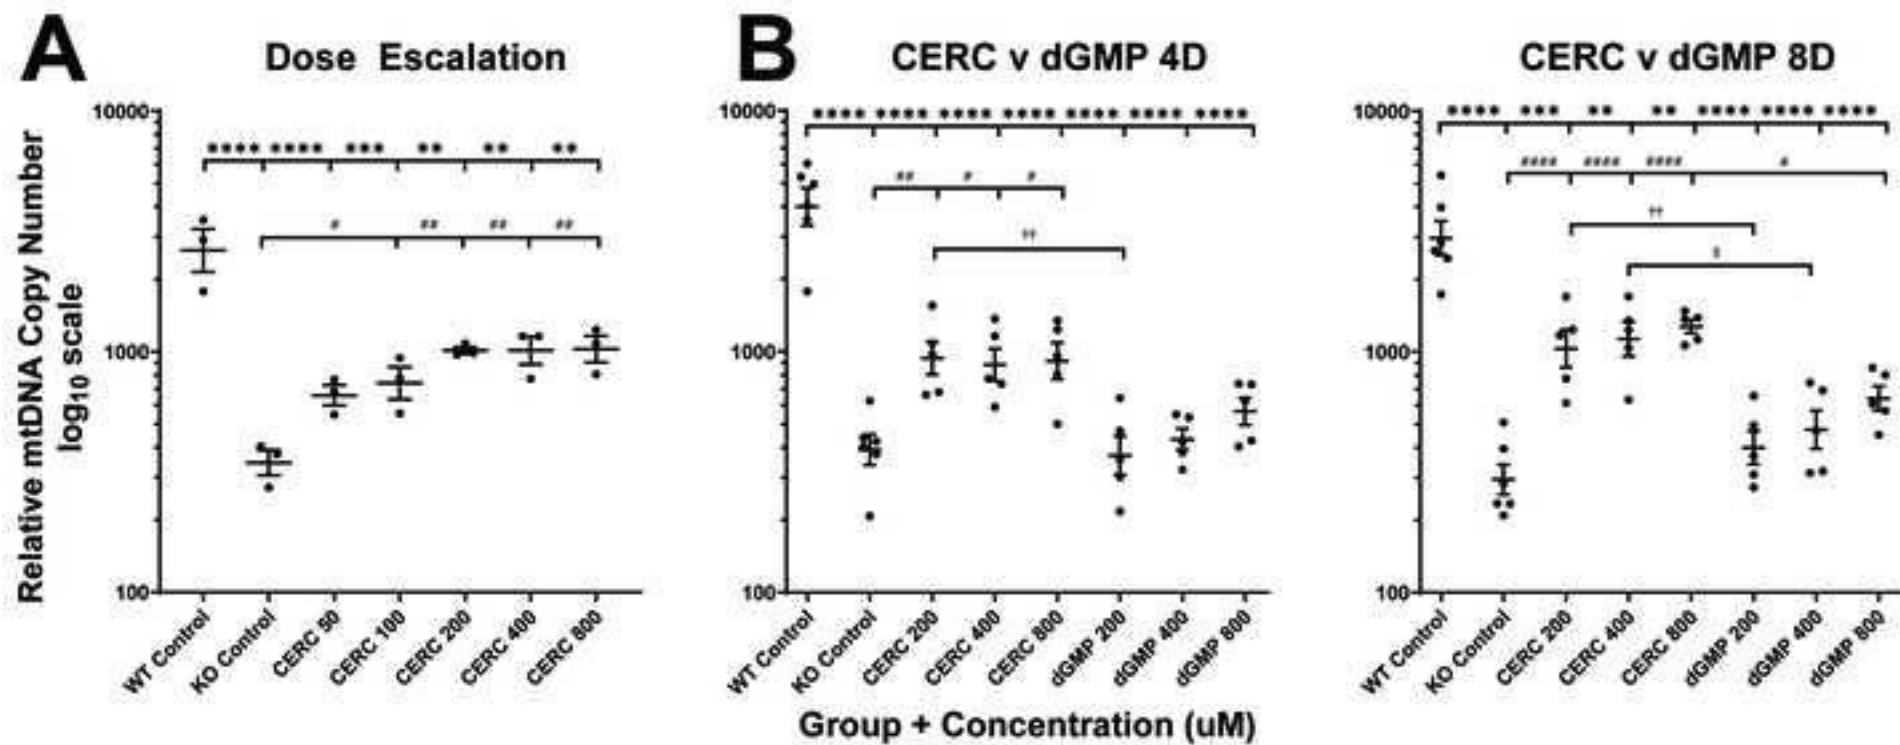 A
Dose Escalation
B
CERC v dGMP 4D
CERC v dGMP 8D
Relative mtDNA Copy Number
log10 scale
10000
1000
100
**** **** *** ** ** **
# ## ## ##
WT Control
KO Control
CERC 50
CERC 100
CERC 200
CERC 400
CERC 800
10000
1000
100
**** **** **** **** **** **** ****
## # #
††
WT Control
KO Control
CERC 200
CERC 400
CERC 800
dGMP 200
dGMP 400
dGMP 800
10000
1000
100
**** *** ** ** **** **** ****
#### #### #### #
††
WT Control
KO Control
CERC 200
CERC 400
CERC 800
dGMP 200
dGMP 400
dGMP 800
Group + Concentration (uM)